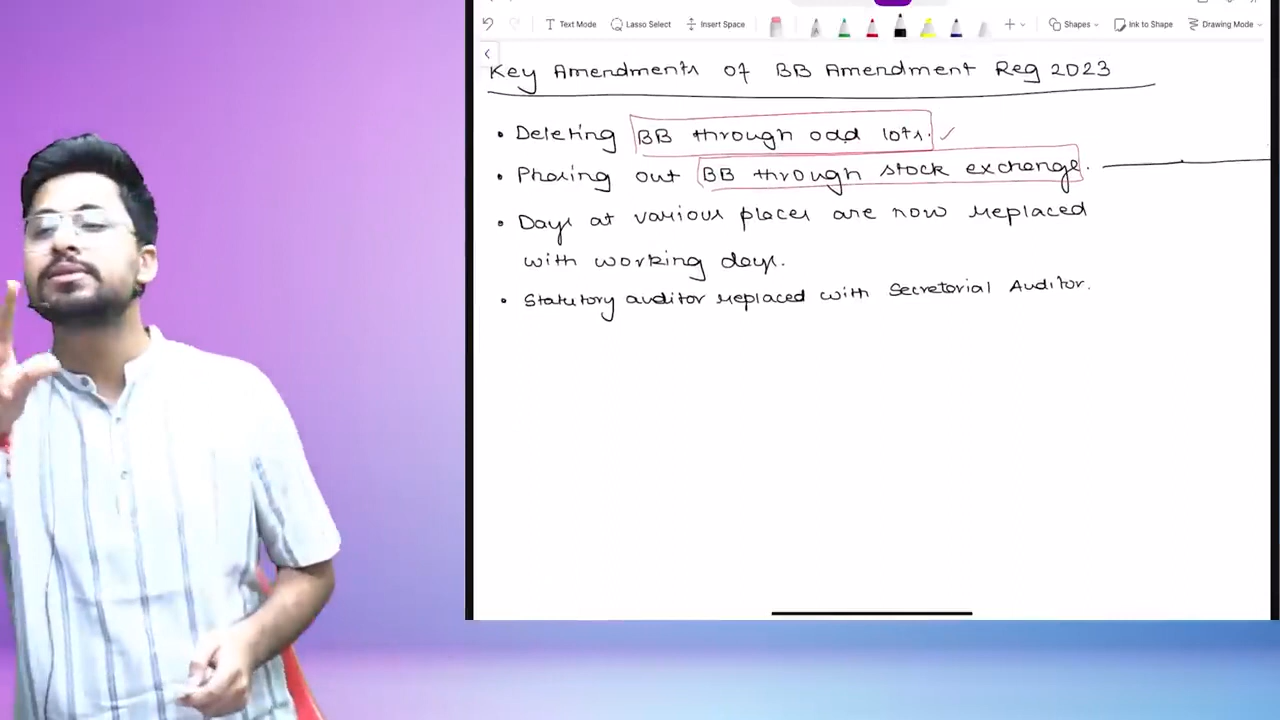 Text Mode Lasso Select Insert Space Shapes Ink to Shape Drawing Mode
Key Amendments of BB Amendment Reg 2023
• Deleting BB through odd lots.
• Phasing out BB through stock exchange.
• Days at various places are now replaced
with working days.
• Statutory auditor replaced with Secretarial Auditor.